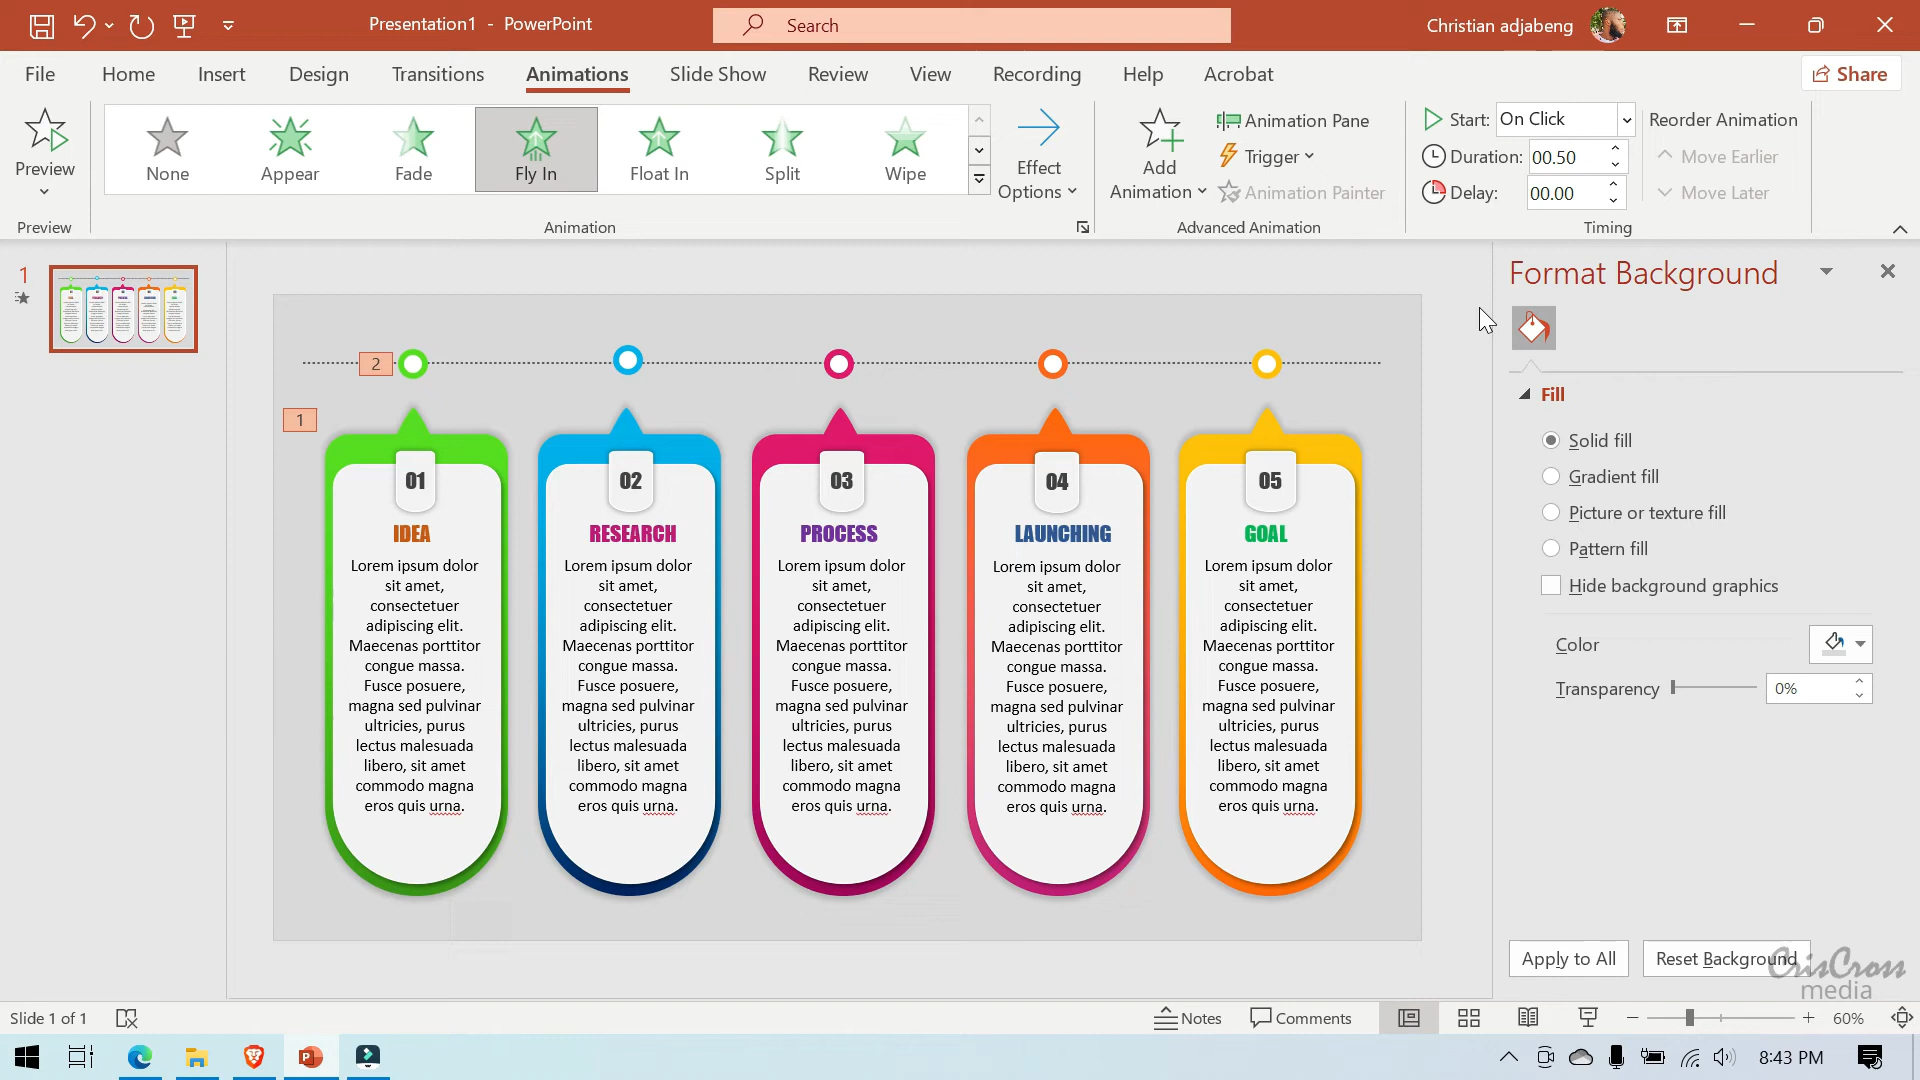 Presentation1 - PowerPoint
Search
Christian adjabeng
File Home Insert Design Transitions Animations Slide Show Review View Recording Help Acrobat
Share
Preview
None Appear Fade Fly In Float In Split Wipe
Effect Options
Add Animation
Animation Pane
Trigger
Animation Painter
Start: On Click
Duration: 00.50
Delay: 00.00
Reorder Animation
Move Earlier
Move Later
Preview Animation Advanced Animation Timing
1
2
1
01
IDEA
Lorem ipsum dolor
sit amet,
consectetuer
adipiscing elit.
Maecenas porttitor
congue massa.
Fusce posuere,
magna sed pulvinar
ultricies, purus
lectus malesuada
libero, sit amet
commodo magna
eros quis urna.
02
RESEARCH
Lorem ipsum dolor
sit amet,
consectetuer
adipiscing elit.
Maecenas porttitor
congue massa.
Fusce posuere,
magna sed pulvinar
ultricies, purus
lectus malesuada
libero, sit amet
commodo magna
eros quis urna.
03
PROCESS
Lorem ipsum dolor
sit amet,
consectetuer
adipiscing elit.
Maecenas porttitor
congue massa.
Fusce posuere,
magna sed pulvinar
ultricies, purus
lectus malesuada
libero, sit amet
commodo magna
eros quis urna.
04
LAUNCHING
Lorem ipsum dolor
sit amet,
consectetuer
adipiscing elit.
Maecenas porttitor
congue massa.
Fusce posuere,
magna sed pulvinar
ultricies, purus
lectus malesuada
libero, sit amet
commodo magna
eros quis urna.
05
GOAL
Lorem ipsum dolor
sit amet,
consectetuer
adipiscing elit.
Maecenas porttitor
congue massa.
Fusce posuere,
magna sed pulvinar
ultricies, purus
lectus malesuada
libero, sit amet
commodo magna
eros quis urna.
Format Background
Fill
Solid fill
Gradient fill
Picture or texture fill
Pattern fill
Hide background graphics
Color
Transparency 0%
Apply to All
Reset Background
CrisCross
media
Slide 1 of 1
Notes
Comments
60%
8:43 PM